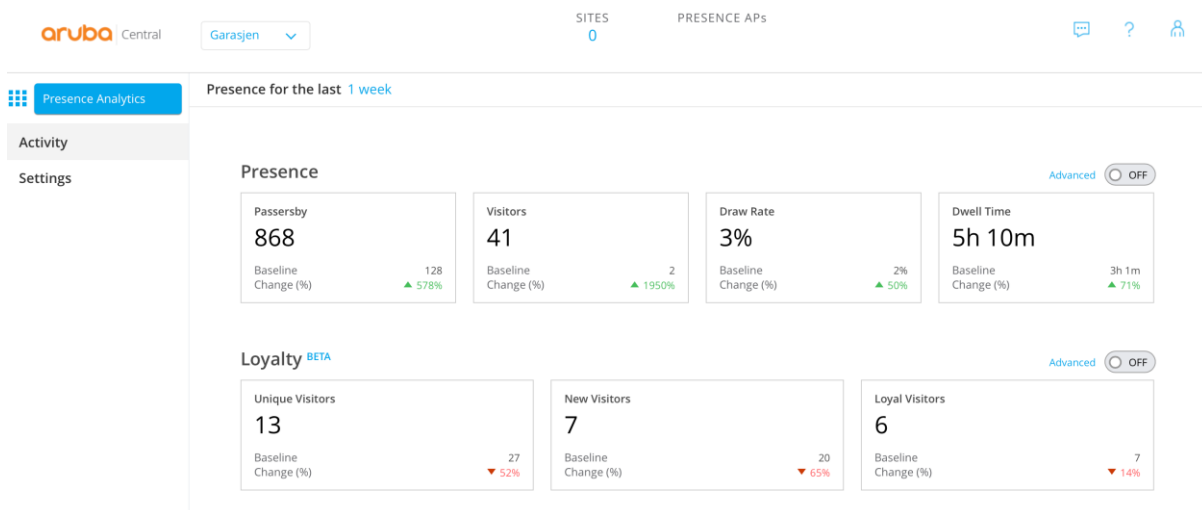 aruba Central
Garasjen
SITES
0
PRESENCE APs
?
Presence Analytics
Activity
Settings
Presence for the last 1 week
Presence
Advanced OFF
Passersby
868
Baseline 128
Change (%) ▲ 578%
Visitors
41
Baseline 2
Change (%) ▲ 1950%
Draw Rate
3%
Baseline 2%
Change (%) ▲ 50%
Dwell Time
5h 10m
Baseline 3h 1m
Change (%) ▲ 71%
Loyalty BETA
Advanced OFF
Unique Visitors
13
Baseline 27
Change (%) ▼ 52%
New Visitors
7
Baseline 20
Change (%) ▼ 65%
Loyal Visitors
6
Baseline 7
Change (%) ▼ 14%